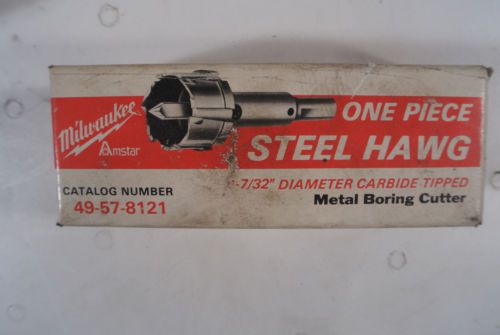 Milwaukee
Amstar
ONE PIECE
STEEL HAWG
-7/32" DIAMETER CARBIDE TIPPED
Metal Boring Cutter
CATALOG NUMBER
49-57-8121